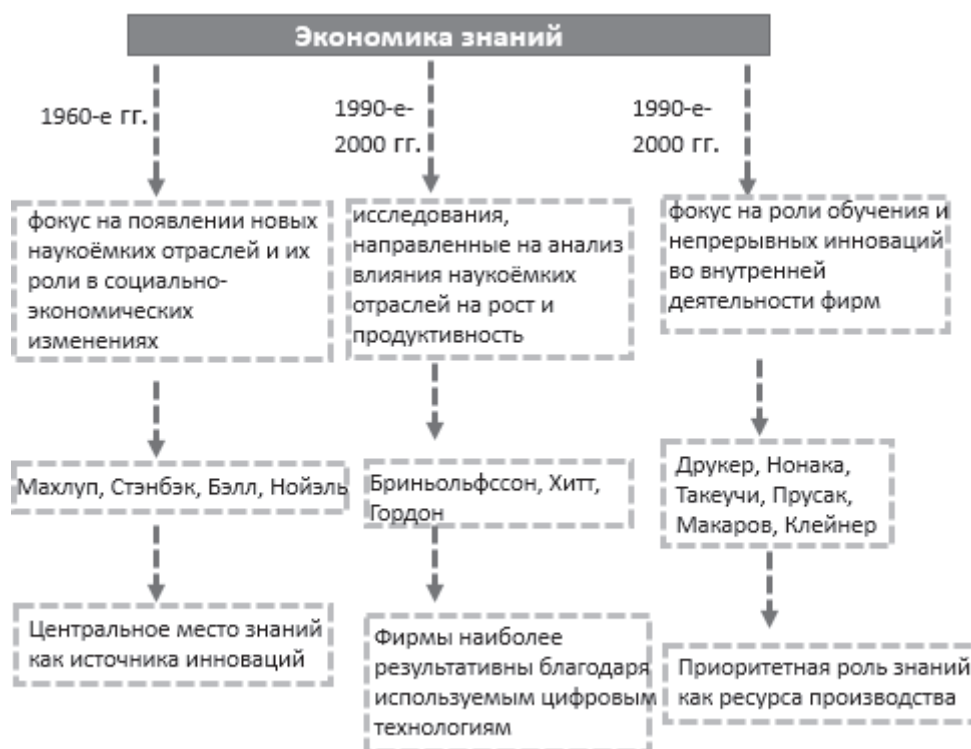 Экономика знаний
1960-е гг.
фокус на появлении новых
наукоёмких отраслей и их
роли в социально-
экономических
изменениях
Махлуп, Стэнбэк, Бэлл, Нойэль
Центральное место знаний
как источника инноваций
1990-е-
2000 гг.
исследования,
направленные на анализ
влияния наукоёмких
отраслей на рост и
продуктивность
Бриньольфссон, Хитт,
Гордон
Фирмы наиболее
результативны благодаря
используемым цифровым
технологиям
1990-е-
2000 гг.
фокус на роли обучения и
непрерывных инноваций
во внутренней
деятельности фирм
Друкер, Нонака,
Такеучи, Прусак,
Макаров, Клейнер
Приоритетная роль знаний
как ресурса производства